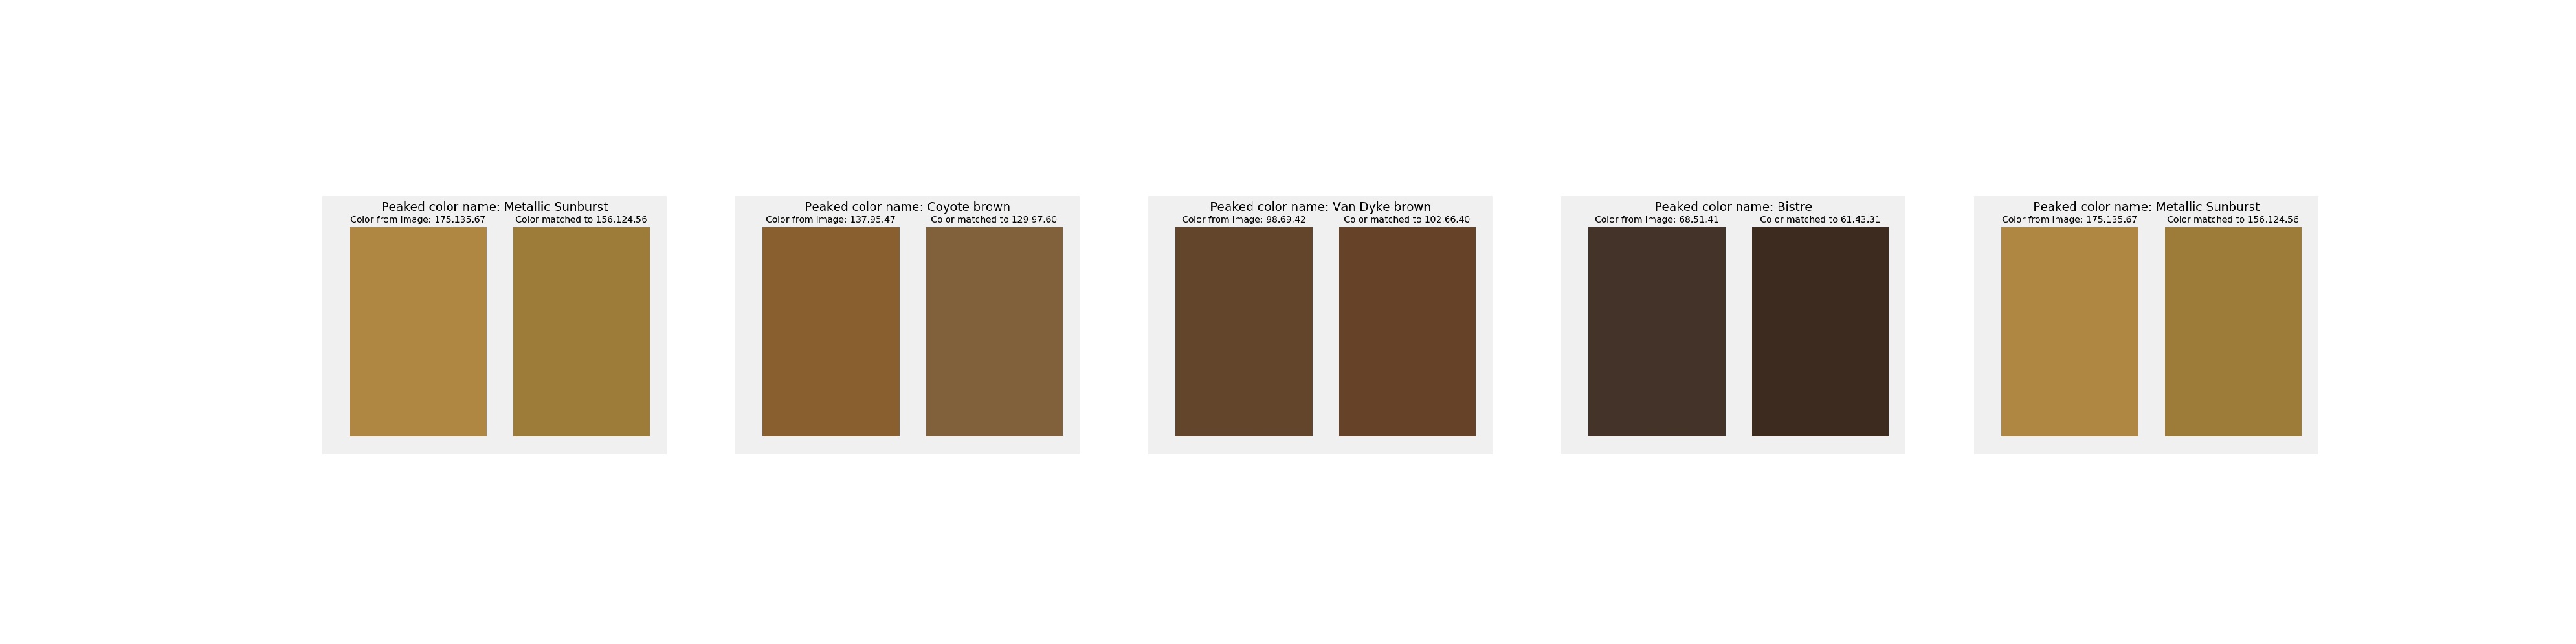 Peaked color name: Metallic Sunburst
Color from image: 175,135,67 Color matched to 156,124,56
Peaked color name: Coyote brown
Color from image: 137,95,47 Color matched to 129,97,60
Peaked color name: Van Dyke brown
Color from image: 98,69,42 Color matched to 102,66,40
Peaked color name: Bistre
Color from image: 68,51,41 Color matched to 61,43,31
Peaked color name: Metallic Sunburst
Color from image: 175,135,67 Color matched to 156,124,56